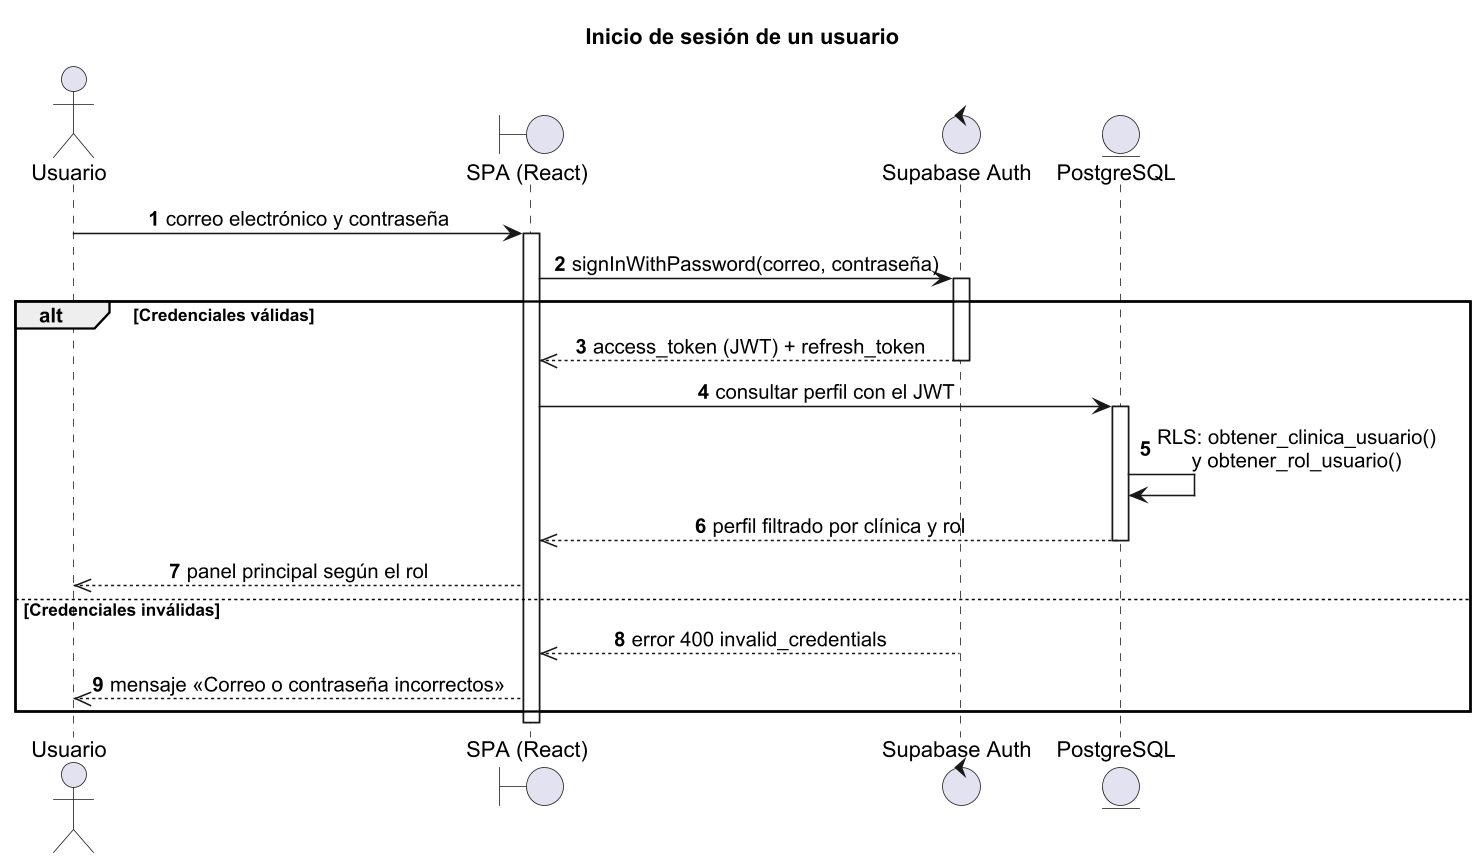 Inicio de sesión de un usuario
Usuario
SPA (React)
Supabase Auth
PostgreSQL
1 correo electrónico y contraseña
2 signInWithPassword(correo, contraseña)
alt
[Credenciales válidas]
3 access_token (JWT) + refresh_token
4 consultar perfil con el JWT
5 RLS: obtener_clinica_usuario()
y obtener_rol_usuario()
6 perfil filtrado por clínica y rol
7 panel principal según el rol
[Credenciales inválidas]
8 error 400 invalid_credentials
9 mensaje «Correo o contraseña incorrectos»
Usuario
SPA (React)
Supabase Auth
PostgreSQL